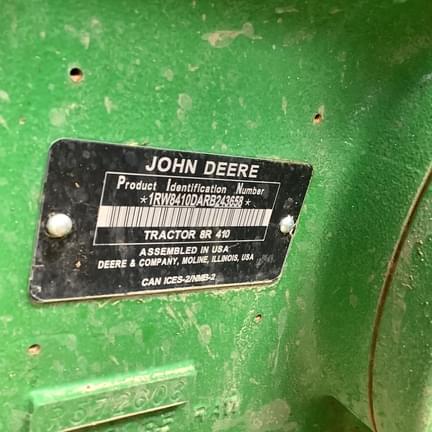 JOHN DEERE
Product Identification Number
*1RW8410DARB243658*
TRACTOR 8R 410
ASSEMBLED IN USA
DEERE & COMPANY, MOLINE, ILLINOIS, USA
CAN ICES-2/NMB-2